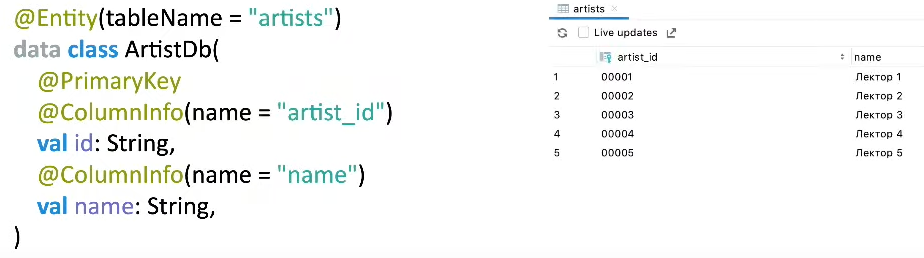 @Entity(tableName = "artists")
data class ArtistDb(
@PrimaryKey
@ColumnInfo(name = "artist_id")
val id: String,
@ColumnInfo(name = "name")
val name: String,
)
artists
Live updates
artist_id name
1 00001 Лектор 1
2 00002 Лектор 2
3 00003 Лектор 3
4 00004 Лектор 4
5 00005 Лектор 5